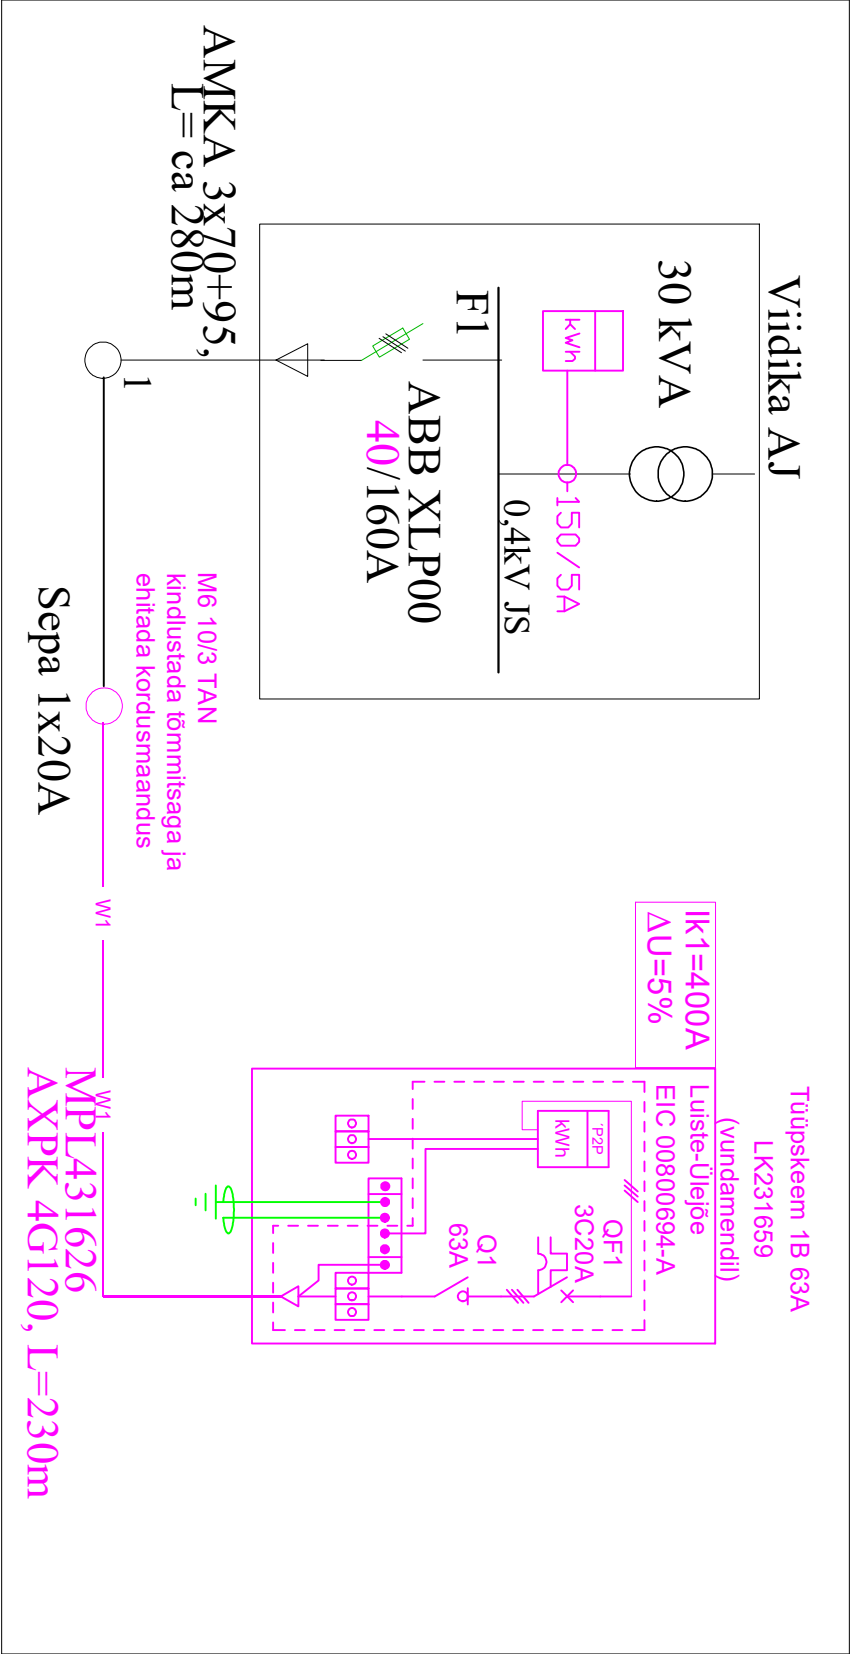 Viidika AJ
30 kVA
kWh
150/5A
0,4kV JS
F1
ABB XLP00
40/160A
AMKA 3x70+95,
L= ca 280m
1
M6 10/3 TAN
kindlustada tõmmitsaga ja
ehitada kordusmaandus
Sepa 1x20A
W1
W1
MPL431626
AXPK 4G120, L=230m
Ik1=400A
ΔU=5%
Tüüpskeem 1B 63A
LK231659
(vundamendil)
Luiste-Ülejõe
EIC 00800694-A
'P2P
kWh
QF1
3C20A
Q1
63A